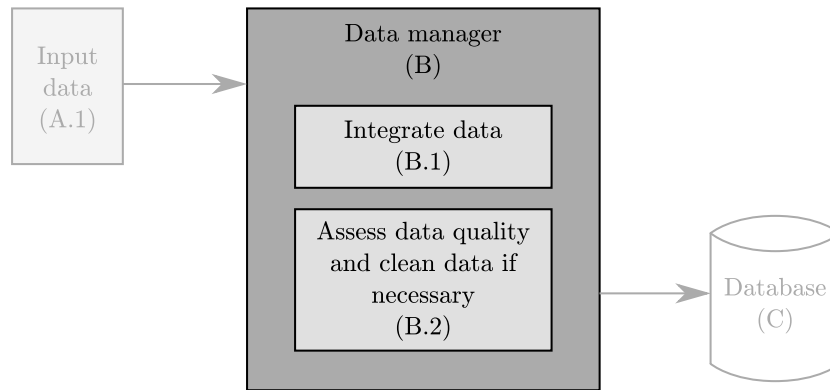 Input
data
(A.1)
Data manager
(B)
Integrate data
(B.1)
Assess data quality
and clean data if
necessary
(B.2)
Database
(C)